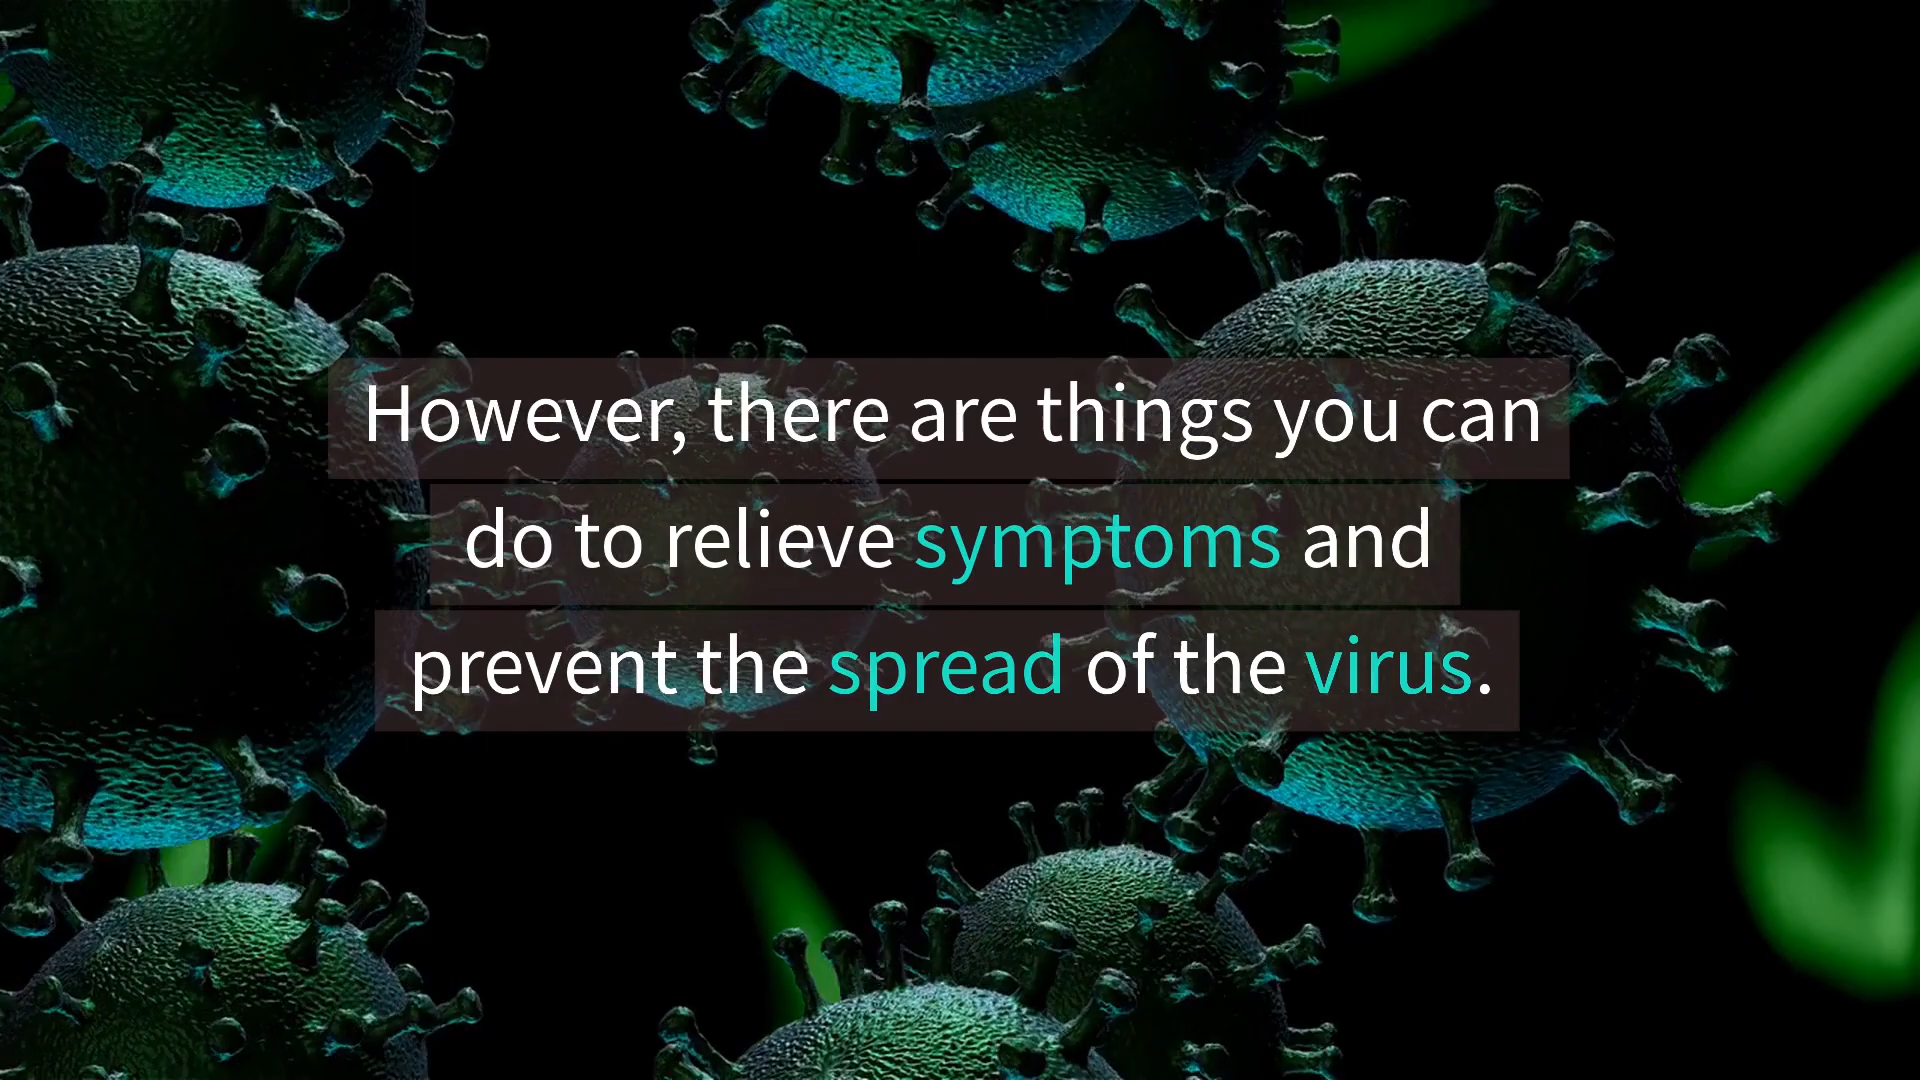 However, there are things you can
do to relieve symptoms and
prevent the spread of the virus.